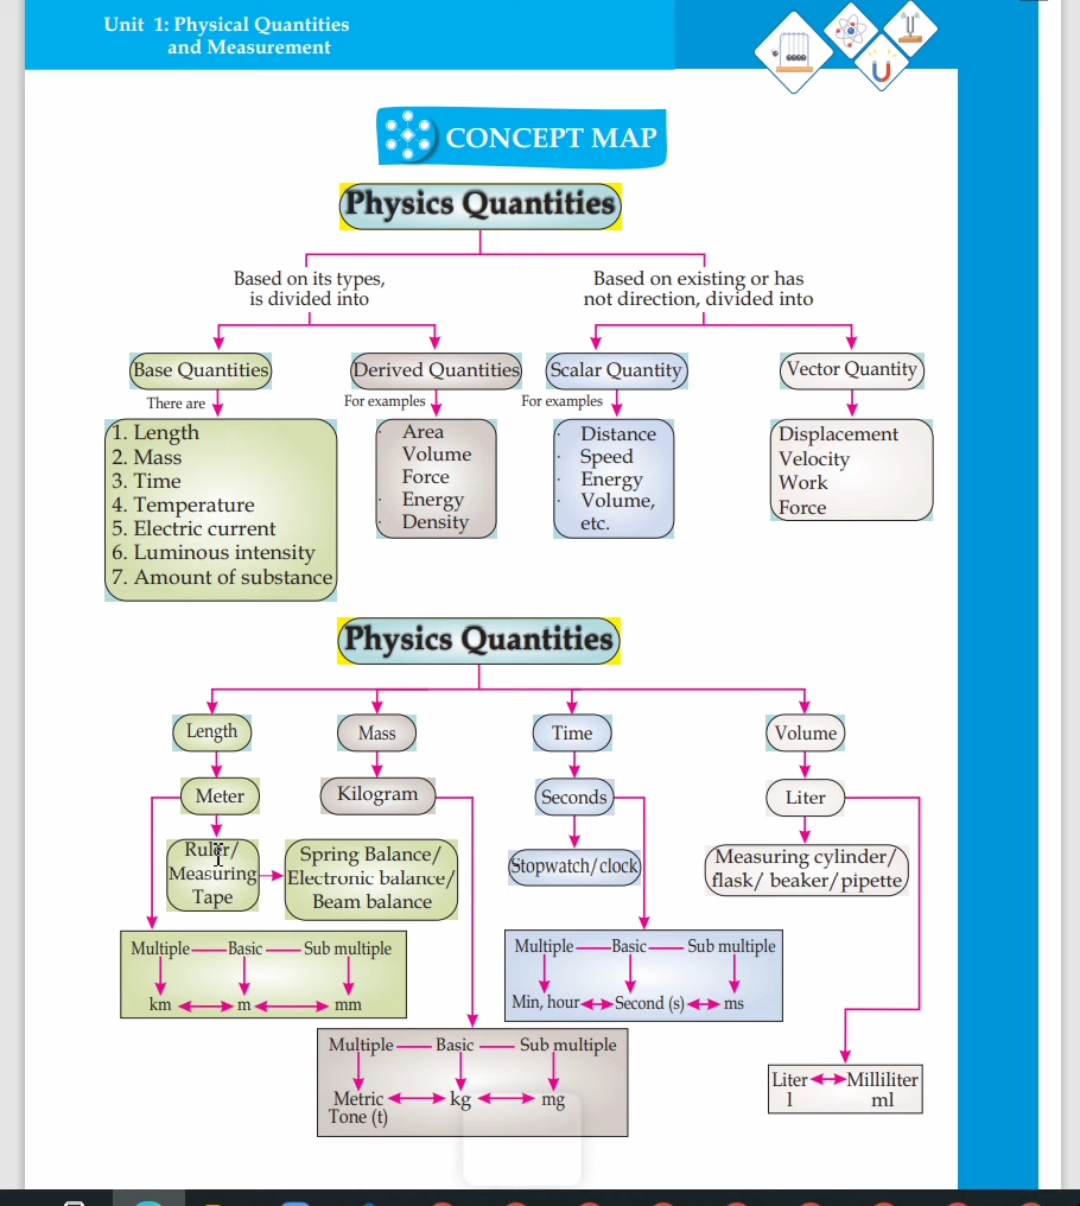 Unit 1: Physical Quantities
and Measurement
CONCEPT MAP
Physics Quantities
Based on its types,
is divided into
Based on existing or has
not direction, divided into
Base Quantities
Derived Quantities
Scalar Quantity
Vector Quantity
There are
For examples
For examples
1. Length
2. Mass
3. Time
4. Temperature
5. Electric current
6. Luminous intensity
7. Amount of substance
· Area
Volume
Force
· Energy
· Density
· Distance
· Speed
· Energy
· Volume,
etc.
Displacement
Velocity
Work
Force
Physics Quantities
Length
Mass
Time
Volume
Meter
Kilogram
Seconds
Liter
Ruler/
Measuring
Tape
Spring Balance/
Electronic balance/
Beam balance
Stopwatch/clock
Measuring cylinder/
flask/ beaker/pipette
Multiple Basic Sub multiple
km m mm
Multiple Basic Sub multiple
Min, hour Second (s) ms
Multiple Basic Sub multiple
Metric kg mg
Tone (t)
Liter Milliliter
l ml